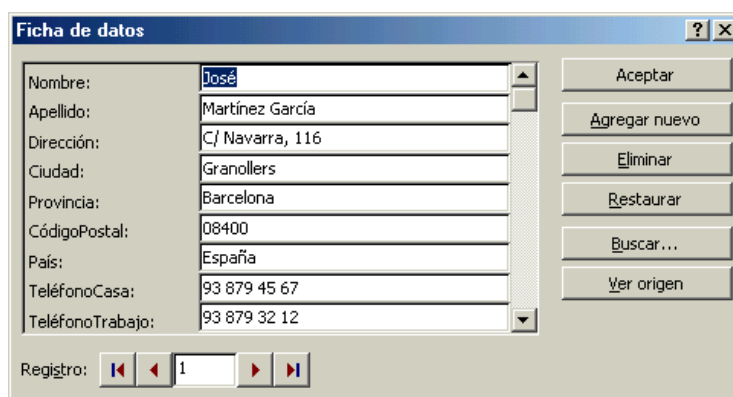 Ficha de datos
Nombre: José
Apellido: Martínez García
Dirección: C/ Navarra, 116
Ciudad: Granollers
Provincia: Barcelona
CódigoPostal: 08400
País: España
TeléfonoCasa: 93 879 45 67
TeléfonoTrabajo: 93 879 32 12
Aceptar
Agregar nuevo
Eliminar
Restaurar
Buscar...
Ver origen
Registro: 1